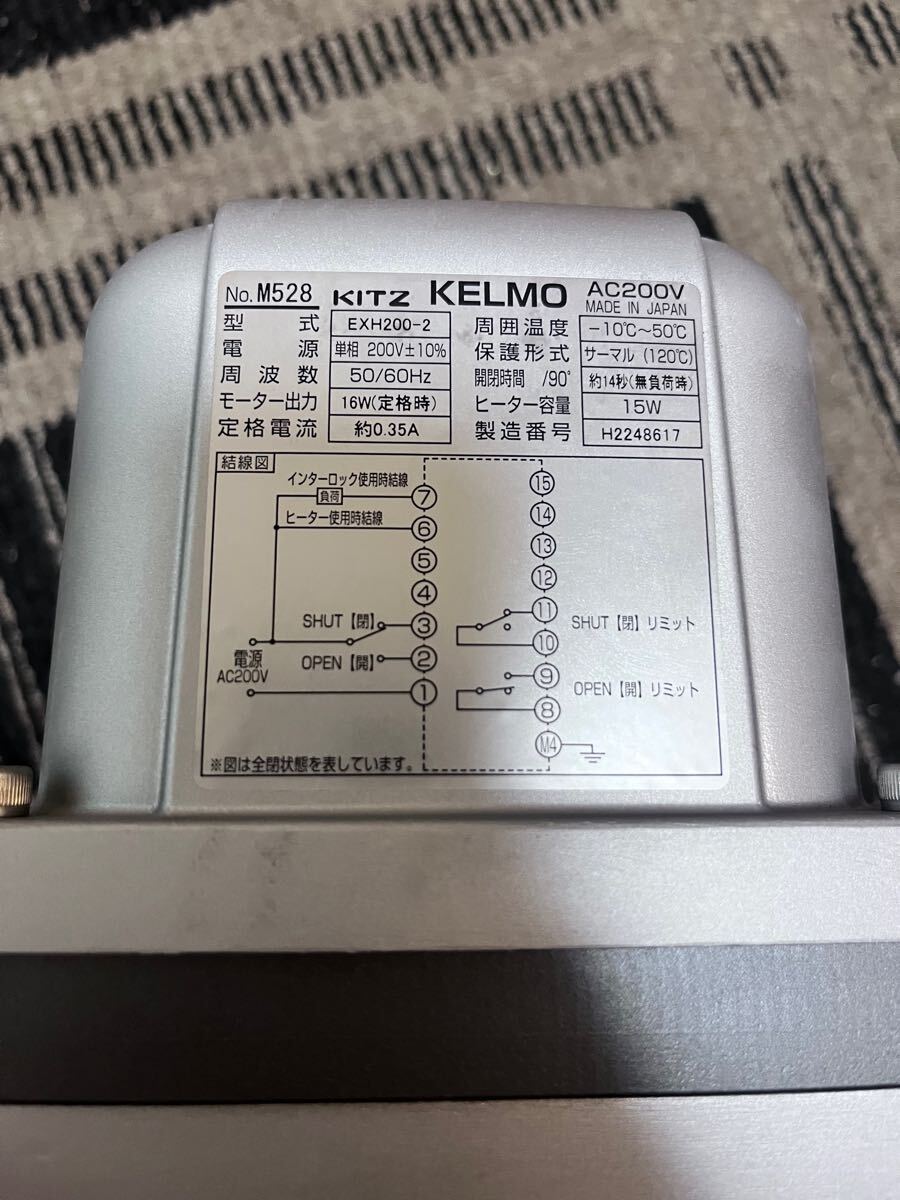 No. M528 KITZ KELMO AC200V
MADE IN JAPAN
型 式 EXH200-2 周囲温度 -10℃~50℃
電 源 単相 200V±10% 保護形式 サーマル (120℃)
周 波 数 50/60Hz 開閉時間 /90° 約14秒(無負荷時)
モーター出力 16W(定格時) ヒーター容量 15W
定格電流 約0.35A 製造番号 H2248617
結線図
インターロック使用時結線
負荷
⑦
ヒーター使用時結線
⑥
⑤
④
SHUT【閉】 ③
OPEN【開】 ②
電源
AC200V
①
⑮
⑭
⑬
⑫
⑪
SHUT【閉】リミット
⑩
⑨
OPEN【開】リミット
⑧
M4
※図は全閉状態を表しています。